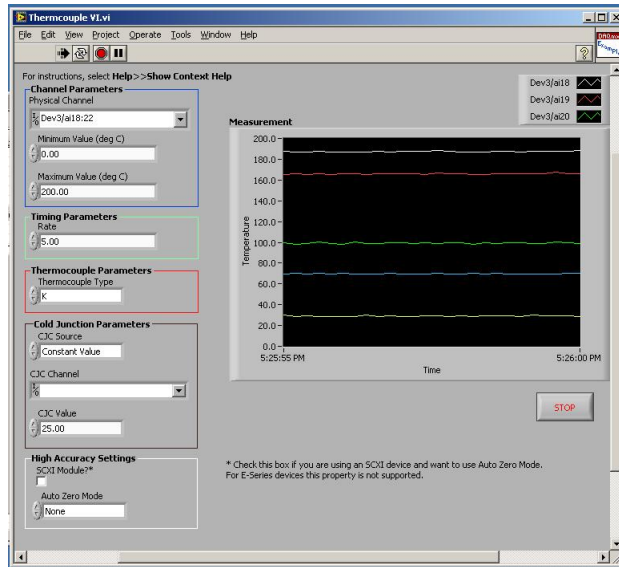 Thermcouple VI.vi
File Edit View Project Operate Tools Window Help
For instructions, select Help>>Show Context Help
Channel Parameters
Physical Channel
Dev3/ai18:22
Minimum Value (deg C)
0.00
Maximum Value (deg C)
200.00
Timing Parameters
Rate
5.00
Thermocouple Parameters
Thermocouple Type
K
Cold Junction Parameters
CJC Source
Constant Value
CJC Channel
CJC Value
25.00
High Accuracy Settings
SCXI Module?*
Auto Zero Mode
None
Dev3/ai18
Dev3/ai19
Dev3/ai20
Measurement
200.0
180.0
160.0
140.0
120.0
100.0
80.0
60.0
40.0
20.0
0.0
Temperature
5:25:55 PM
5:26:00 PM
Time
STOP
* Check this box if you are using an SCXI device and want to use Auto Zero Mode.
For E-Series devices this property is not supported.